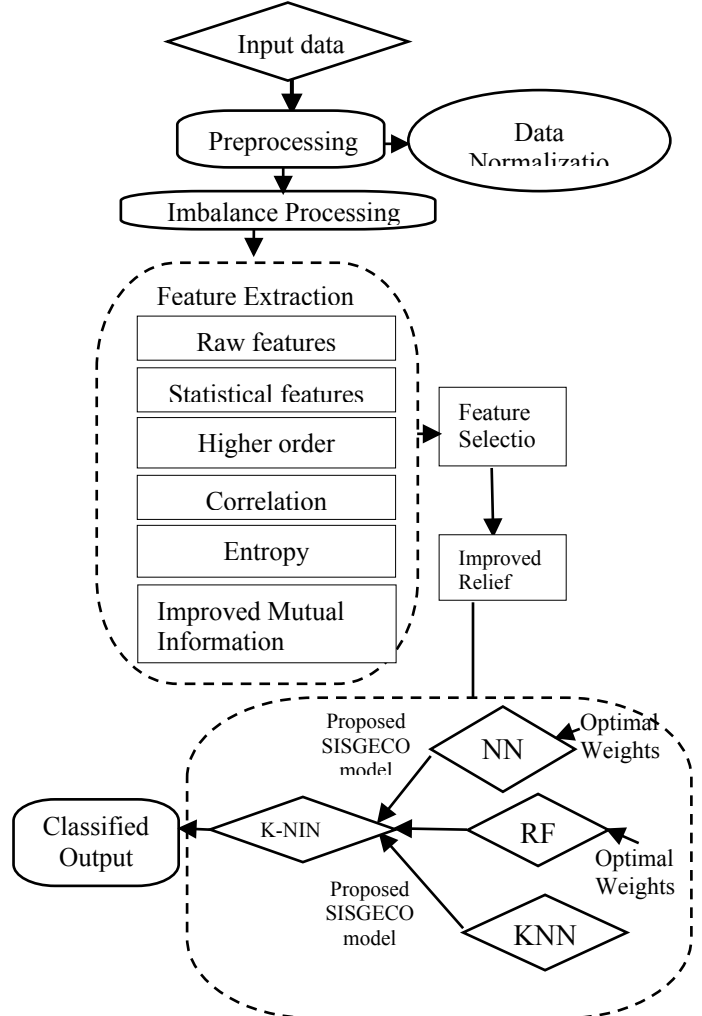 Input data
Preprocessing
Data
Normalizatio
Imbalance Processing
Feature Extraction
Raw features
Statistical features
Higher order
Correlation
Entropy
Improved Mutual
Information
Feature
Selectio
Improved
Relief
Proposed
SISGECO
model
NN
Optimal
Weights
Classified
Output
K-NIN
RF
Optimal
Weights
Proposed
SISGECO
model
KNN